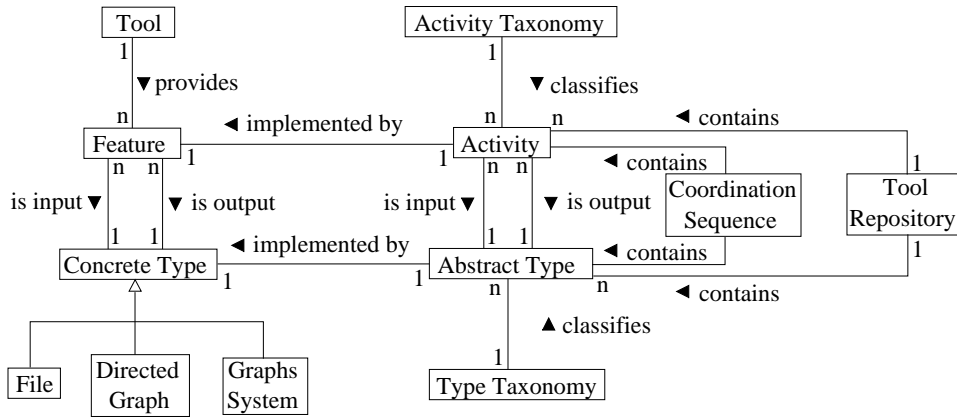 Tool
Activity Taxonomy
1
1
▼ provides
▼ classifies
n
n
n
◄ implemented by
◄ contains
Feature
Activity
1
1
n
n
n
n
◄ contains
1
is input ▼
▼ is output
is input ▼
▼ is output
Coordination
Sequence
Tool
Repository
1
1
◄ implemented by
1
1
◄ contains
1
Concrete Type
Abstract Type
1
1
n
n
◄ contains
▲ classifies
1
File
Directed
Graph
Graphs
System
Type Taxonomy